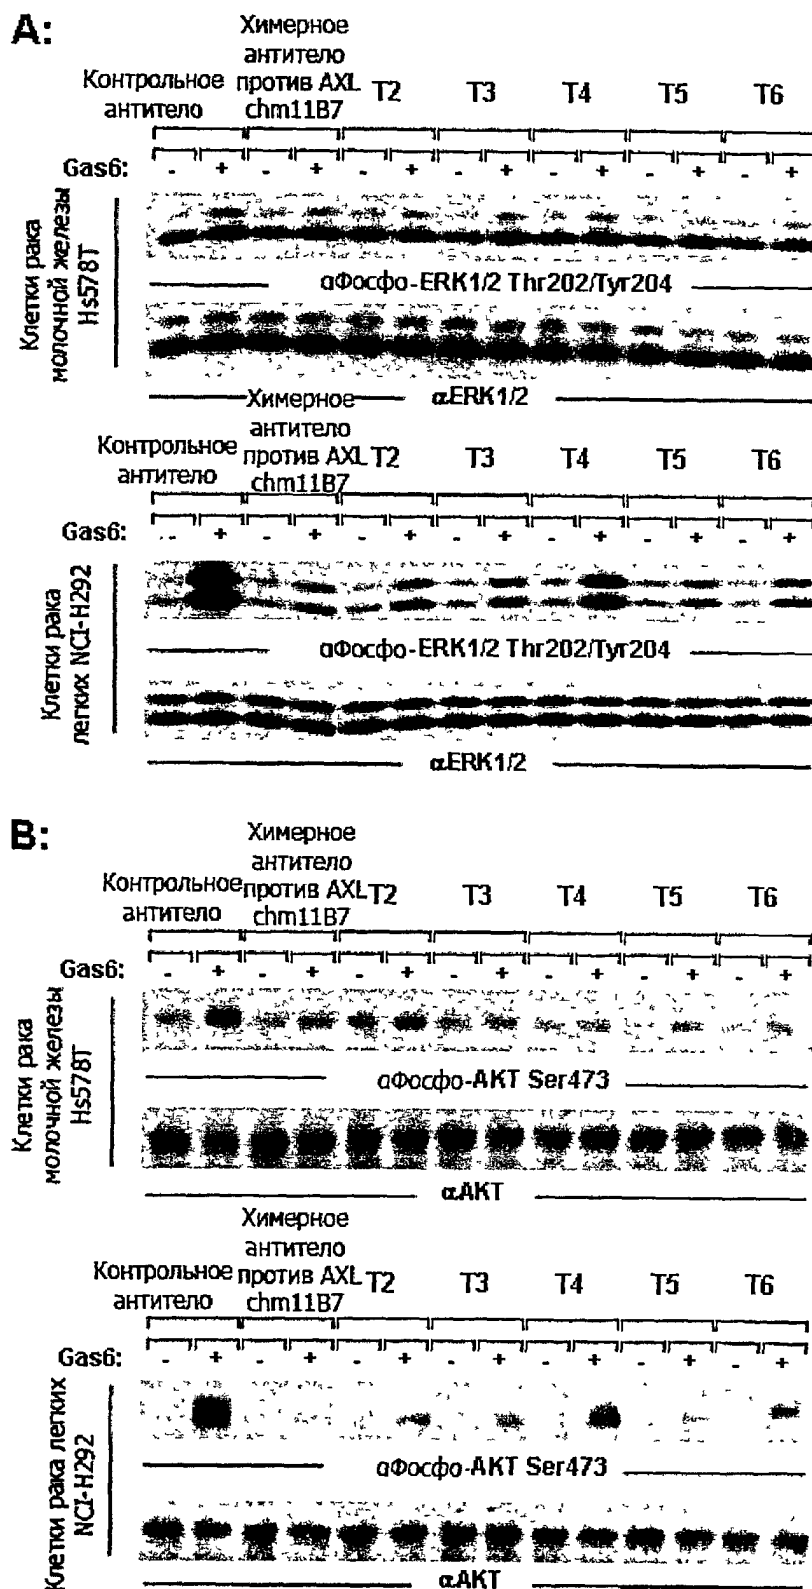 A:
Контрольное антитело
Химерное антитело против AXL chm11B7
T2 T3 T4 T5 T6
Gas6: - + - + - + - + - + - + - +
Клетки рака молочной железы Hs578T
αФосфо-ERK1/2 Thr202/Tyr204
αERK1/2
Контрольное антитело
Химерное антитело против AXL chm11B7
T2 T3 T4 T5 T6
Gas6: - + - + - + - + - + - + - +
Клетки рака легких NCI-H292
αФосфо-ERK1/2 Thr202/Tyr204
αERK1/2
B:
Контрольное антитело
Химерное антитело против AXL chm11B7
T2 T3 T4 T5 T6
Gas6: - + - + - + - + - + - + - +
Клетки рака молочной железы Hs578T
αФосфо-AKT Ser473
αAKT
Контрольное антитело
Химерное антитело против AXL chm11B7
T2 T3 T4 T5 T6
Gas6: - + - + - + - + - + - + - +
Клетки рака легких NCI-H292
αФосфо-AKT Ser473
αAKT